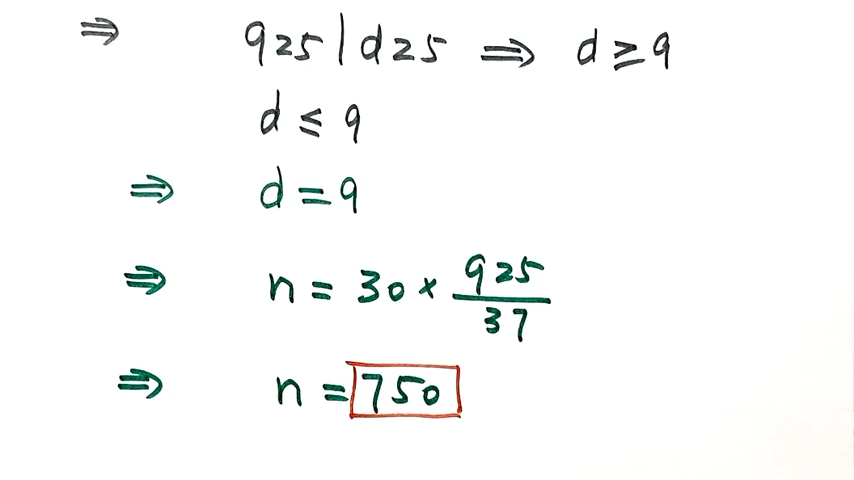 ⇒ 925 | d25 ⇒ d ≥ 9
d ≤ 9
⇒ d = 9
⇒ n = 30 × 925/37
⇒ n = 750